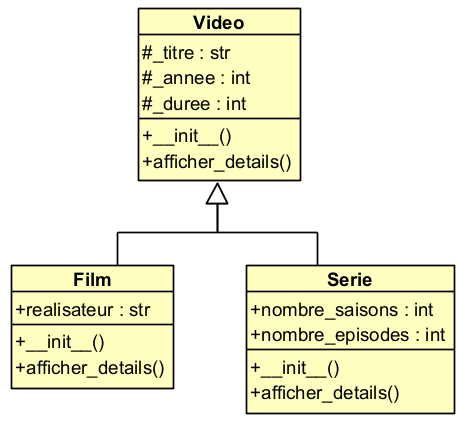 Video
#_titre : str
#_annee : int
#_duree : int
+__init__()
+afficher_details()
Film
+realisateur : str
+__init__()
+afficher_details()
Serie
+nombre_saisons : int
+nombre_episodes : int
+__init__()
+afficher_details()